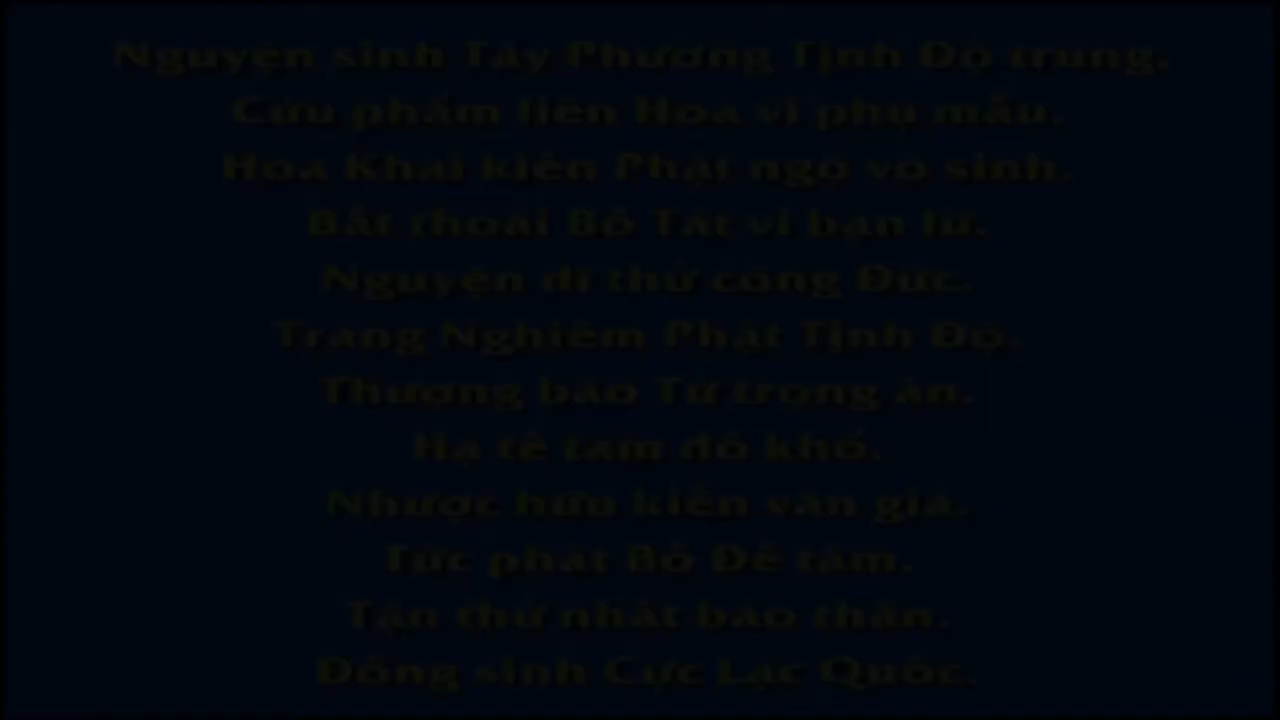 Nguyện sinh Tây Phương Tịnh Độ trung.
Cửu phẩm liên Hoa vi phụ mẫu.
Hoa Khai kiến Phật ngộ vô sinh.
Bất thoái Bồ Tát vi bạn lữ.
Nguyện dĩ thử công Đức.
Trang Nghiêm Phật Tịnh Độ.
Thượng báo Tứ trọng ân.
Hạ tế tam đồ khổ.
Nhược hữu kiến văn giả.
Tức phát Bồ Đề tâm.
Tận thử nhất báo thân.
Đồng sinh Cực Lạc Quốc.